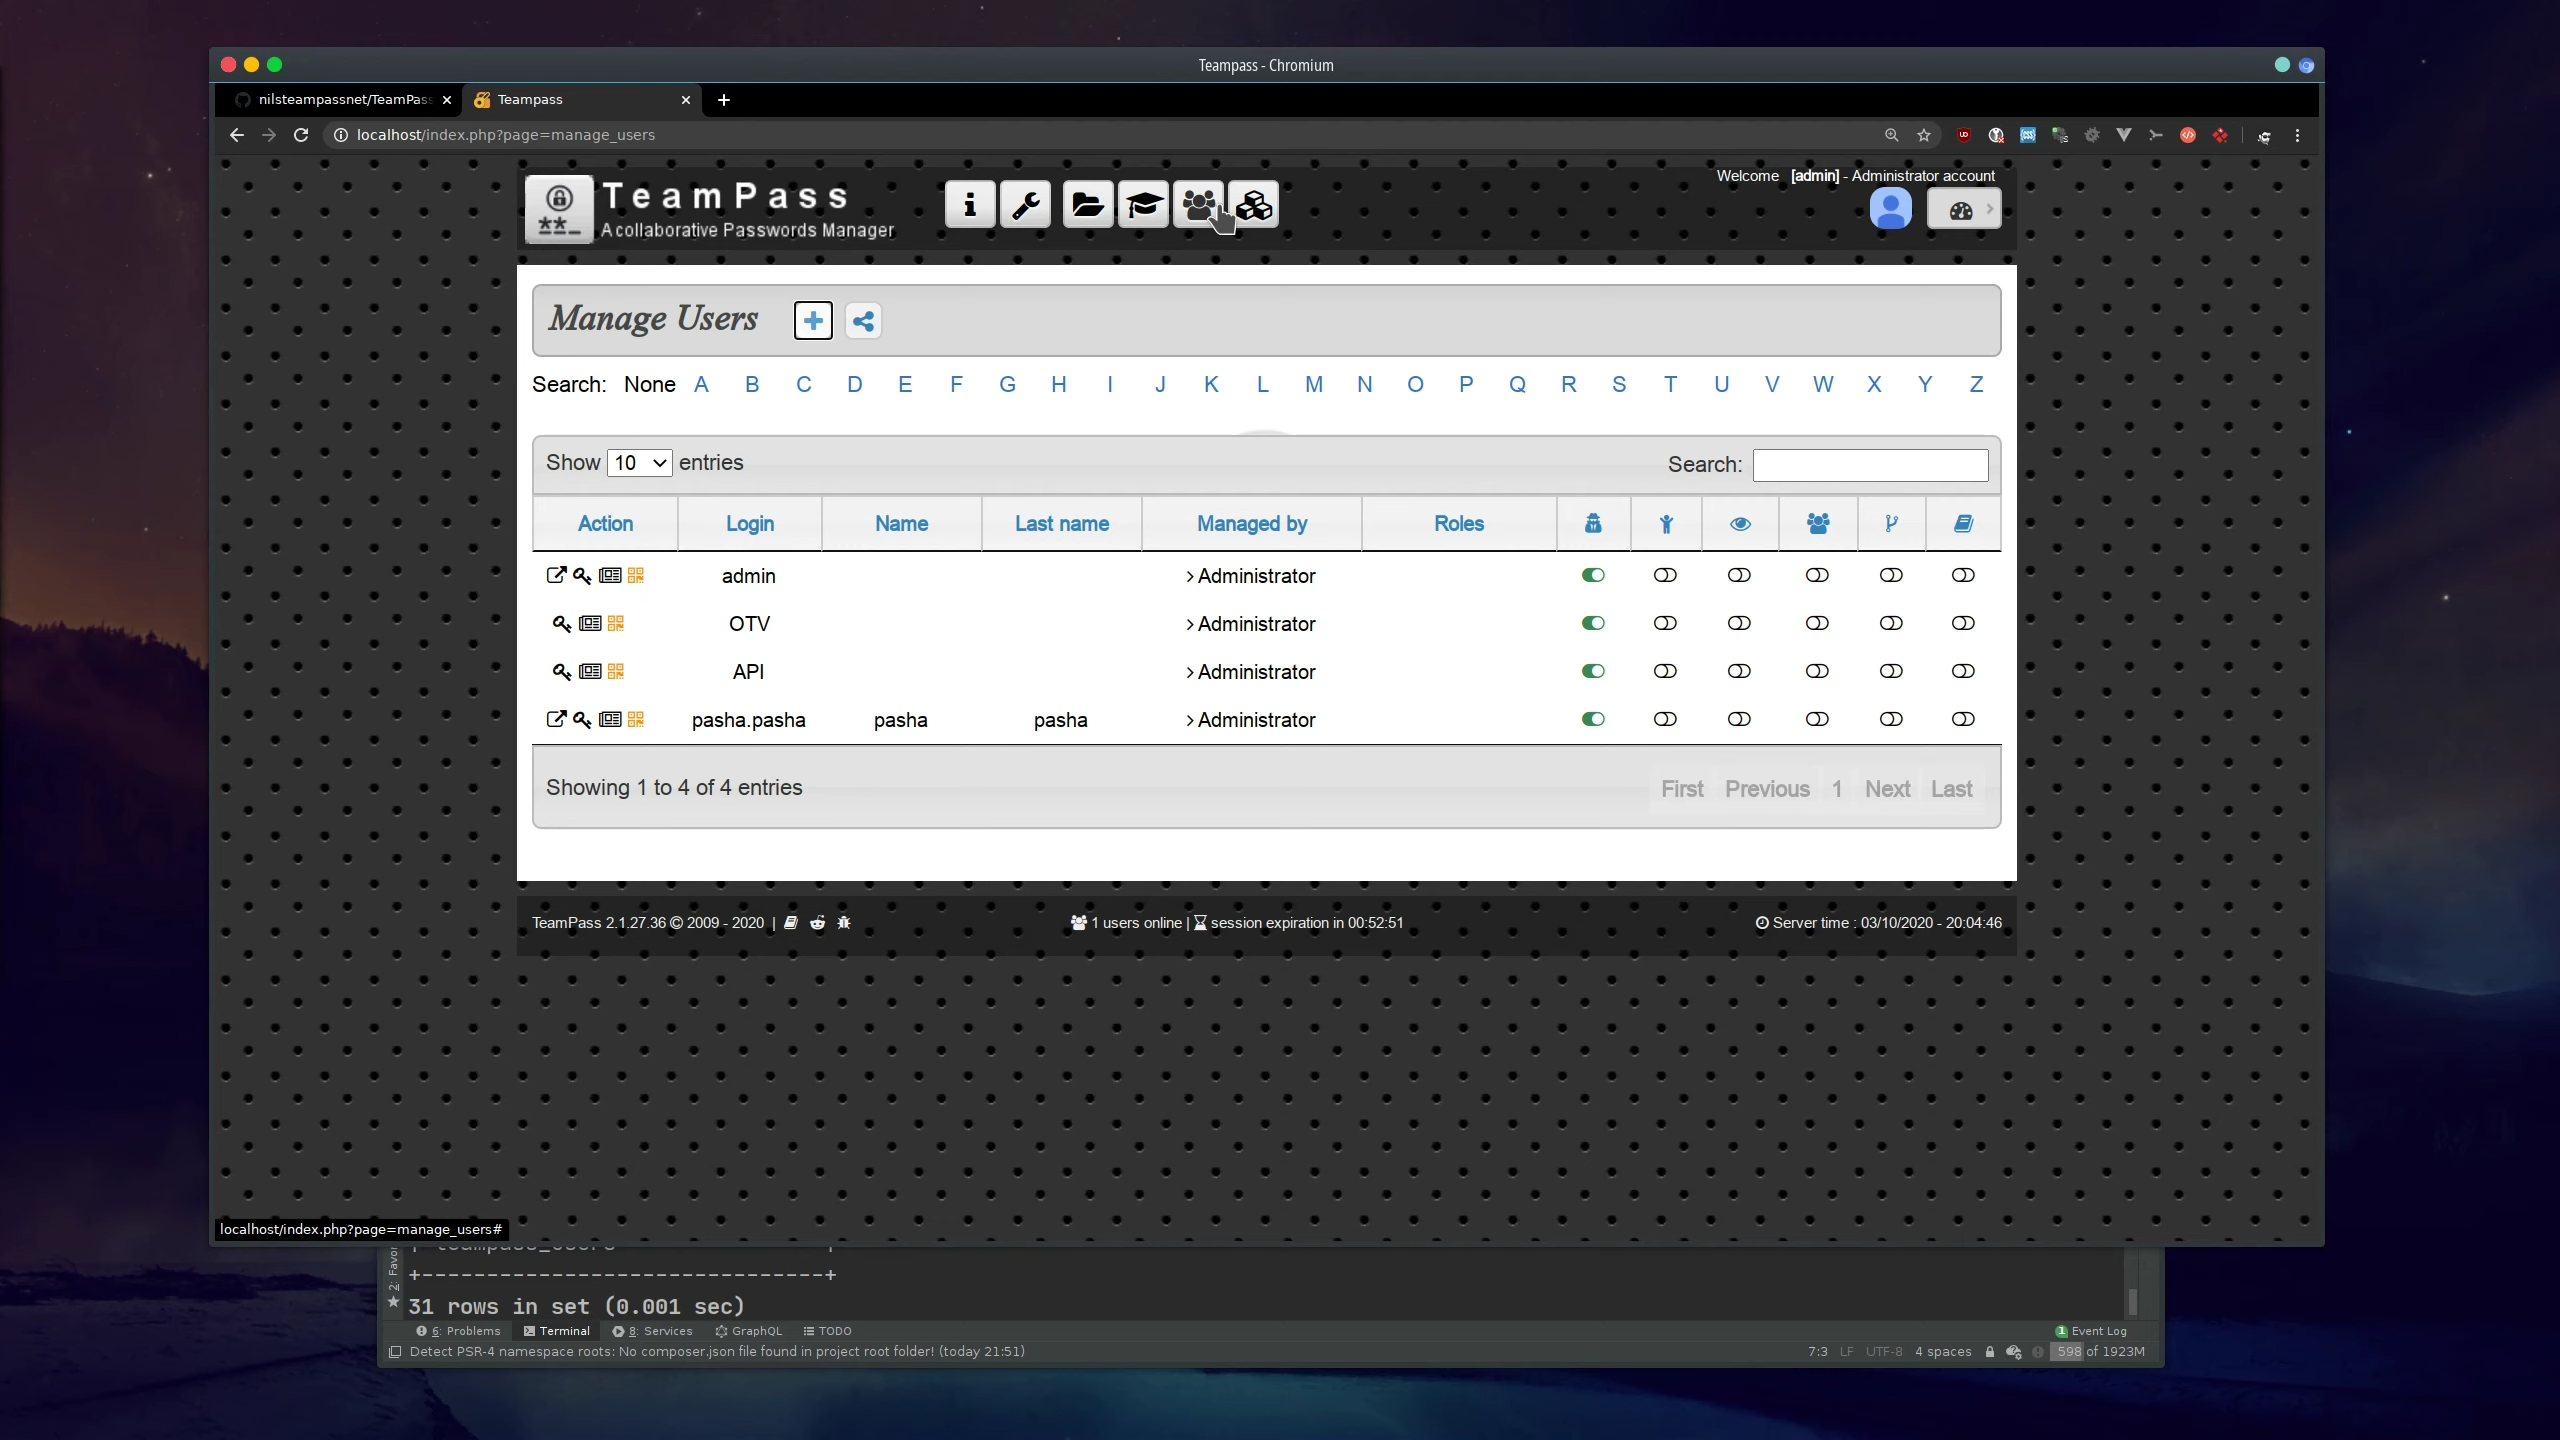 Teampass - Chromium
nilsteampassnet/TeamPass
Teampass
localhost/index.php?page=manage_users
TeamPass
A collaborative Passwords Manager
Welcome [admin] - Administrator account
Manage Users
Search: None A B C D E F G H I J K L M N O P Q R S T U V W X Y Z
Show 10 entries
Search:
Action Login Name Last name Managed by Roles
admin > Administrator
OTV > Administrator
API > Administrator
pasha.pasha pasha pasha > Administrator
Showing 1 to 4 of 4 entries
First Previous 1 Next Last
TeamPass 2.1.27.36 © 2009 - 2020 |
1 users online | session expiration in 00:52:51
Server time : 03/10/2020 - 20:04:46
localhost/index.php?page=manage_users#
+-------------------------------+
31 rows in set (0.001 sec)
6: Problems Terminal 8: Services GraphQL TODO
1 Event Log
Detect PSR-4 namespace roots: No composer.json file found in project root folder! (today 21:51)
7:3 LF UTF-8 4 spaces 598 of 1923M